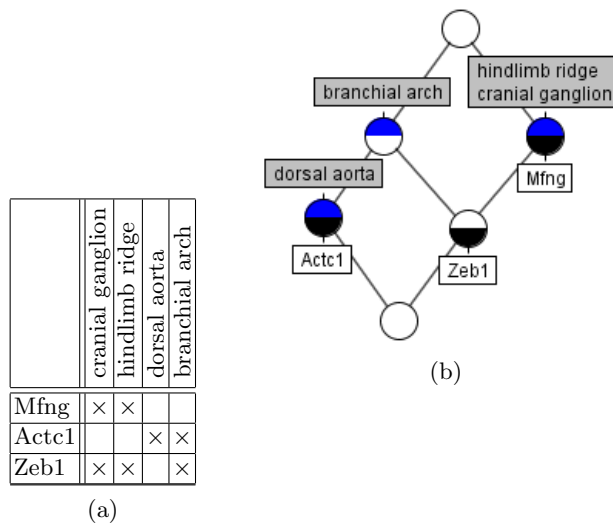 cranial ganglion
hindlimb ridge
dorsal aorta
branchial arch
Mfng × ×
Actc1 × ×
Zeb1 × × ×
(a)
hindlimb ridge
cranial ganglion
branchial arch
Mfng
dorsal aorta
Actc1
Zeb1
(b)